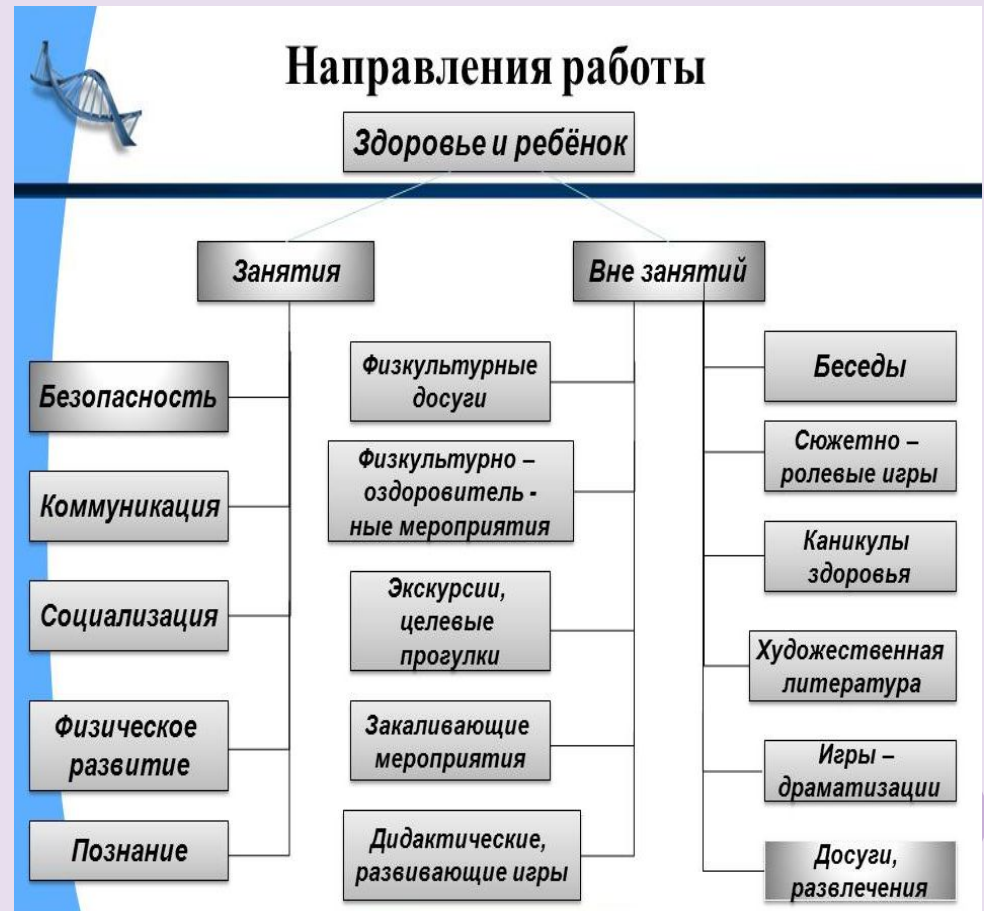 Направления работы
Здоровье и ребёнок
Занятия
Безопасность
Коммуникация
Социализация
Физическое
развитие
Познание
Вне занятий
Физкультурные
досуги
Физкультурно –
оздоровитель -
ные мероприятия
Экскурсии,
целевые
прогулки
Закаливающие
мероприятия
Дидактические,
развивающие игры
Беседы
Сюжетно –
ролевые игры
Каникулы
здоровья
Художественная
литература
Игры –
драматизации
Досуги,
развлечения